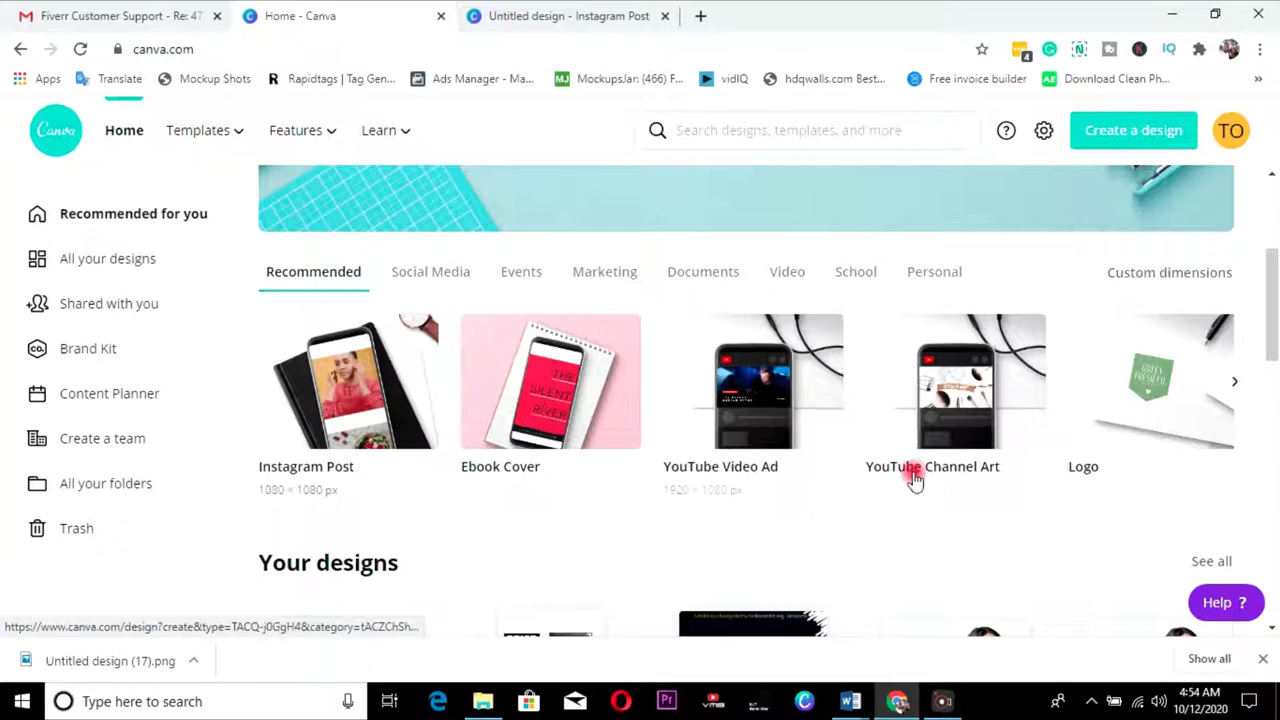 Fiverr Customer Support - Re: 47
Home - Canva
Untitled design - Instagram Post
canva.com
4
IQ
Apps
Translate
Mockup Shots
Rapidtags | Tag Gen...
Ads Manager - Ma...
MockupsJar: (466) F...
vidIQ
hdqwalls.com Best...
Free invoice builder
Download Clean Ph...
Canva
Home
Templates
Features
Learn
Search designs, templates, and more
Create a design
TO
Recommended for you
All your designs
Shared with you
Brand Kit
Content Planner
Create a team
All your folders
Trash
Recommended
Social Media
Events
Marketing
Documents
Video
School
Personal
Custom dimensions
THE
SILENT
RIVER
Instagram Post
1080 × 1080 px
Ebook Cover
YouTube Video Ad
1920 × 1080 px
YouTube Channel Art
Logo
Your designs
See all
Help ?
https://www.canva.com/design?create&type=TACQ-j0GgH4&category=tACZChSh...
Untitled design (17).png
Show all
Type here to search
4:54 AM
10/12/2020